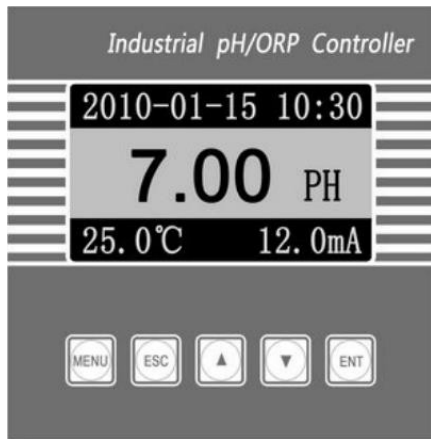 Industrial pH/ORP Controller
2010-01-15 10:30
7.00 PH
25.0℃ 12.0mA
MENU ESC ▲ ▼ ENT